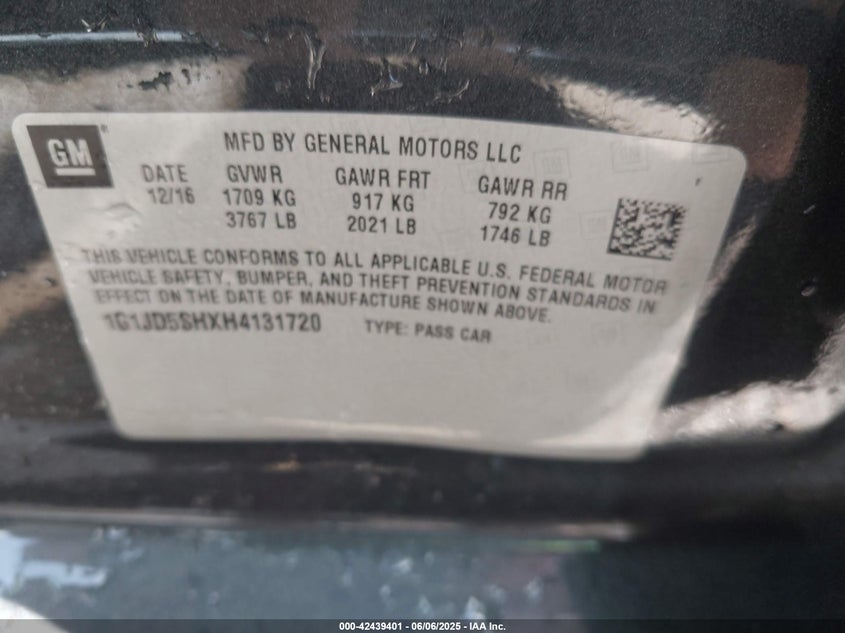 GM
MFD BY GENERAL MOTORS LLC
DATE GVWR GAWR FRT GAWR RR
12/16 1709 KG 917 KG 792 KG
3767 LB 2021 LB 1746 LB
THIS VEHICLE CONFORMS TO ALL APPLICABLE U.S. FEDERAL MOTOR
VEHICLE SAFETY, BUMPER, AND THEFT PREVENTION STANDARDS IN
EFFECT ON THE DATE OF MANUFACTURE SHOWN ABOVE.
1G1JD5SHXH4131720 TYPE: PASS CAR
000-42439401 - 06/06/2025 - IAA Inc.